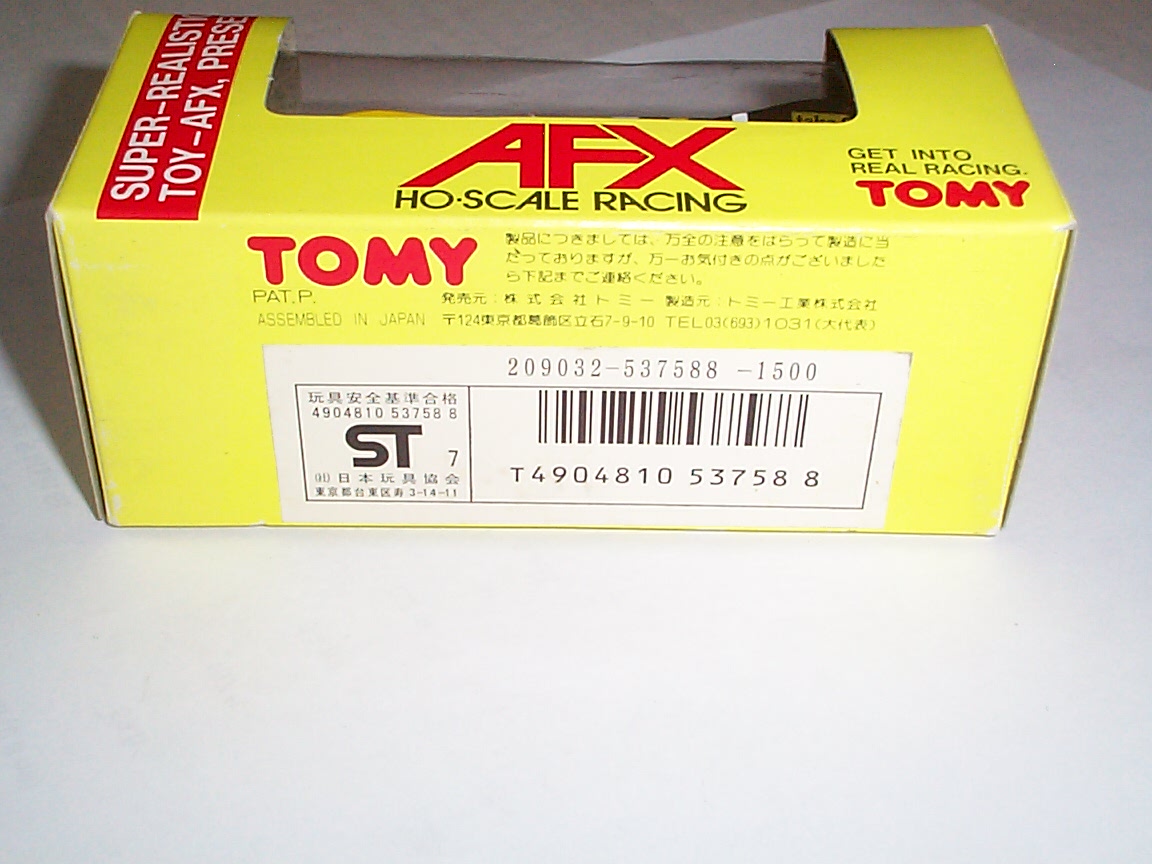 SUPER-REALISTI
TOY-AFX, PRESE
AFX
HO·SCALE RACING
GET INTO
REAL RACING.
TOMY
TOMY
PAT.P.
ASSEMBLED IN JAPAN
製品につきましては、万全の注意をはらって製造に当
たっておりますが、万一お気付きの点がございました
ら下記までご連絡ください。
発売元:株式会社トミー 製造元:トミー工業株式会社
〒124東京都葛飾区立石7-9-10 TEL03(693)1031(大代表)
209032-537588 -1500
玩具安全基準合格
4904810 53758 8
ST 7
(社)日本玩具協会
東京都台東区寿3-14-11
T4904810 53758 8